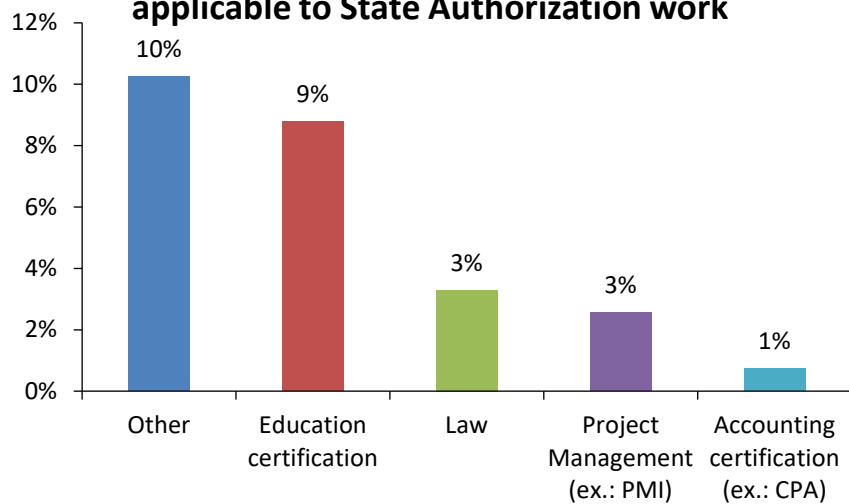 applicable to State Authorization work
12%
10%
8%
6%
4%
2%
0%
10%
9%
3%
3%
1%
Other
Education
certification
Law
Project
Management
(ex.: PMI)
Accounting
certification
(ex.: CPA)